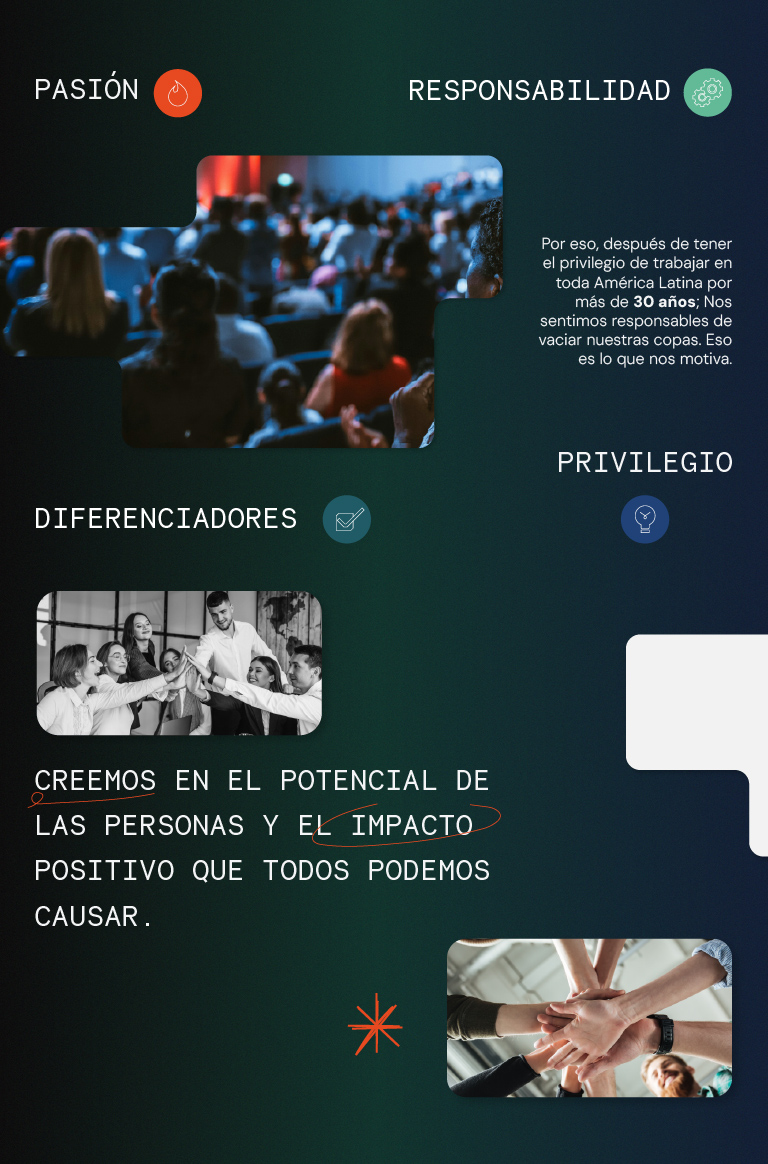 PASIÓN
RESPONSABILIDAD
Por eso, después de tener
el privilegio de trabajar en
toda América Latina por
más de 30 años; Nos
sentimos responsables de
vaciar nuestras copas. Eso
es lo que nos motiva.
PRIVILEGIO
DIFERENCIADORES
CREEMOS EN EL POTENCIAL DE
LAS PERSONAS Y EL IMPACTO
POSITIVO QUE TODOS PODEMOS
CAUSAR.